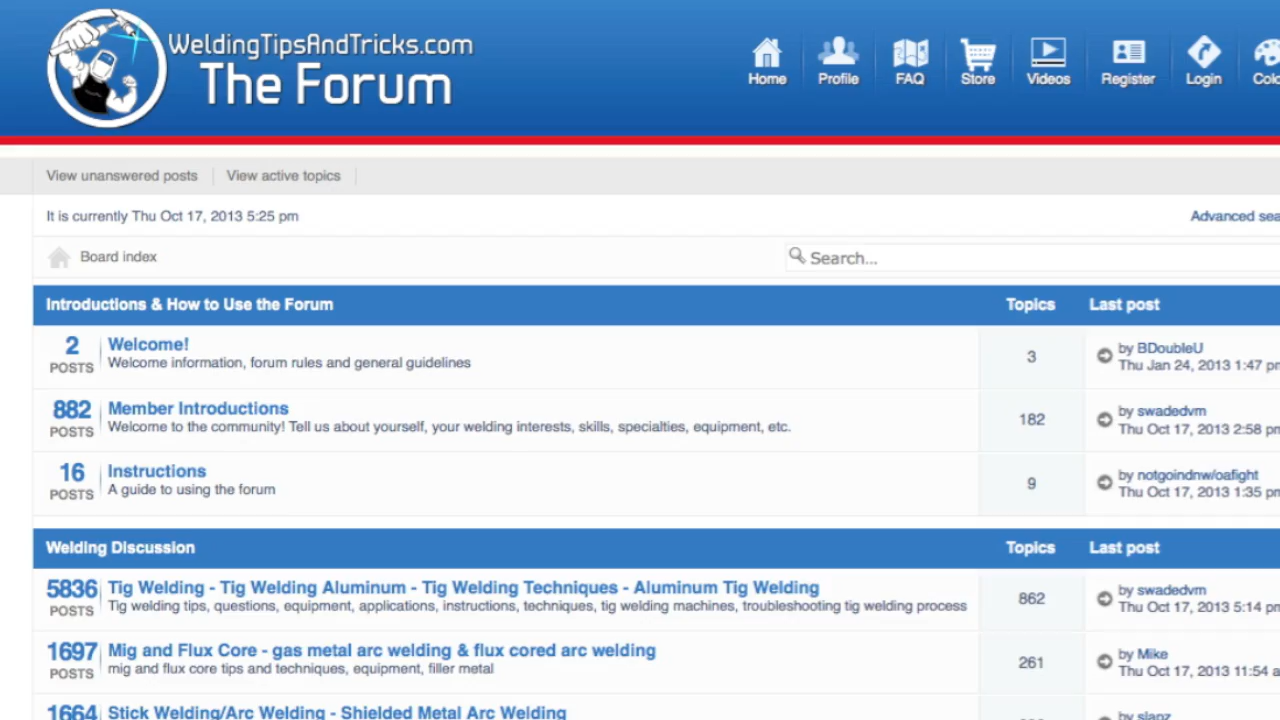 WeldingTipsAndTricks.com
The Forum
Home
Profile
FAQ
Store
Videos
Register
Login
View unanswered posts
View active topics
It is currently Thu Oct 17, 2013 5:25 pm
Advanced sea
Board index
Search...
Introductions & How to Use the Forum Topics Last post
2 POSTS
Welcome!
Welcome information, forum rules and general guidelines
3
by BDoubleU
Thu Jan 24, 2013 1:47 pm
882 POSTS
Member Introductions
Welcome to the community! Tell us about yourself, your welding interests, skills, specialties, equipment, etc.
182
by swadedvm
Thu Oct 17, 2013 2:58 pm
16 POSTS
Instructions
A guide to using the forum
9
by notgoindnw/oafight
Thu Oct 17, 2013 1:35 pm
Welding Discussion Topics Last post
5836 POSTS
Tig Welding - Tig Welding Aluminum - Tig Welding Techniques - Aluminum Tig Welding
Tig welding tips, questions, equipment, applications, instructions, techniques, tig welding machines, troubleshooting tig welding process
862
by swadedvm
Thu Oct 17, 2013 5:14 pm
1697 POSTS
Mig and Flux Core - gas metal arc welding & flux cored arc welding
mig and flux core tips and techniques, equipment, filler metal
261
by Mike
Thu Oct 17, 2013 11:54 a
1664
Stick Welding/Arc Welding - Shielded Metal Arc Welding
by slapz